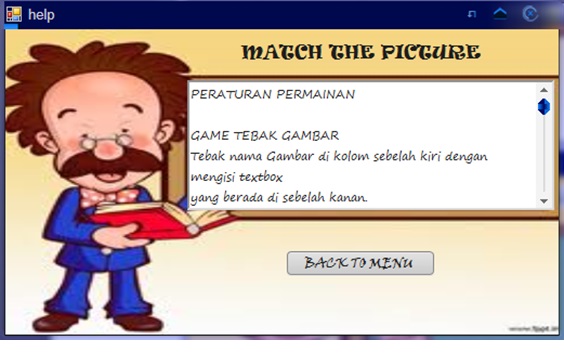 help
MATCH THE PICTURE
PERATURAN PERMAINAN
GAME TEBAK GAMBAR
Tebak nama Gambar di kolom sebelah kiri dengan
mengisi textbox
yang berada di sebelah kanan.
BACK TO MENU